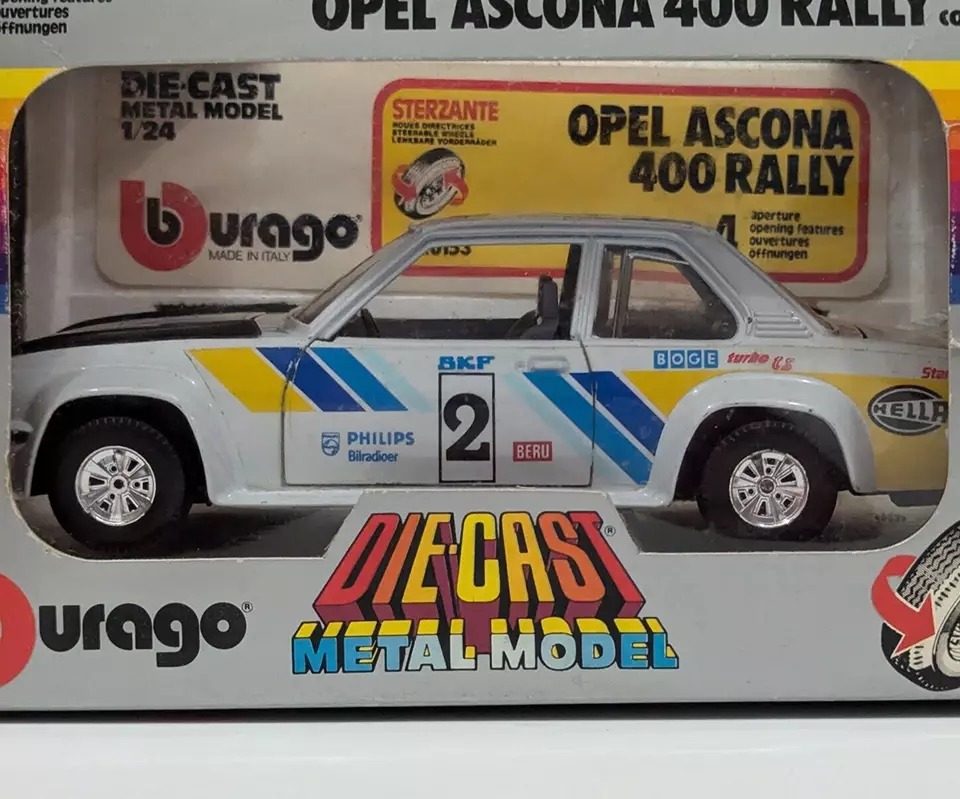 opening features
ouvertures
öffnungen
OPEL ASCONA 400 RALLY
DIE-CAST
METAL MODEL
1/24
STERZANTE
ROUES DIRECTRICES
STEERABLE WHEELS
LENKBARE VORDERRÄDER
OPEL ASCONA
400 RALLY
4
aperture
opening features
ouvertures
öffnungen
burago®
MADE IN ITALY
SKF
BOGE
turbo
HELLA
2
PHILIPS
Bilradioer
BERU
DIE-CAST®
METAL MODEL
urago®